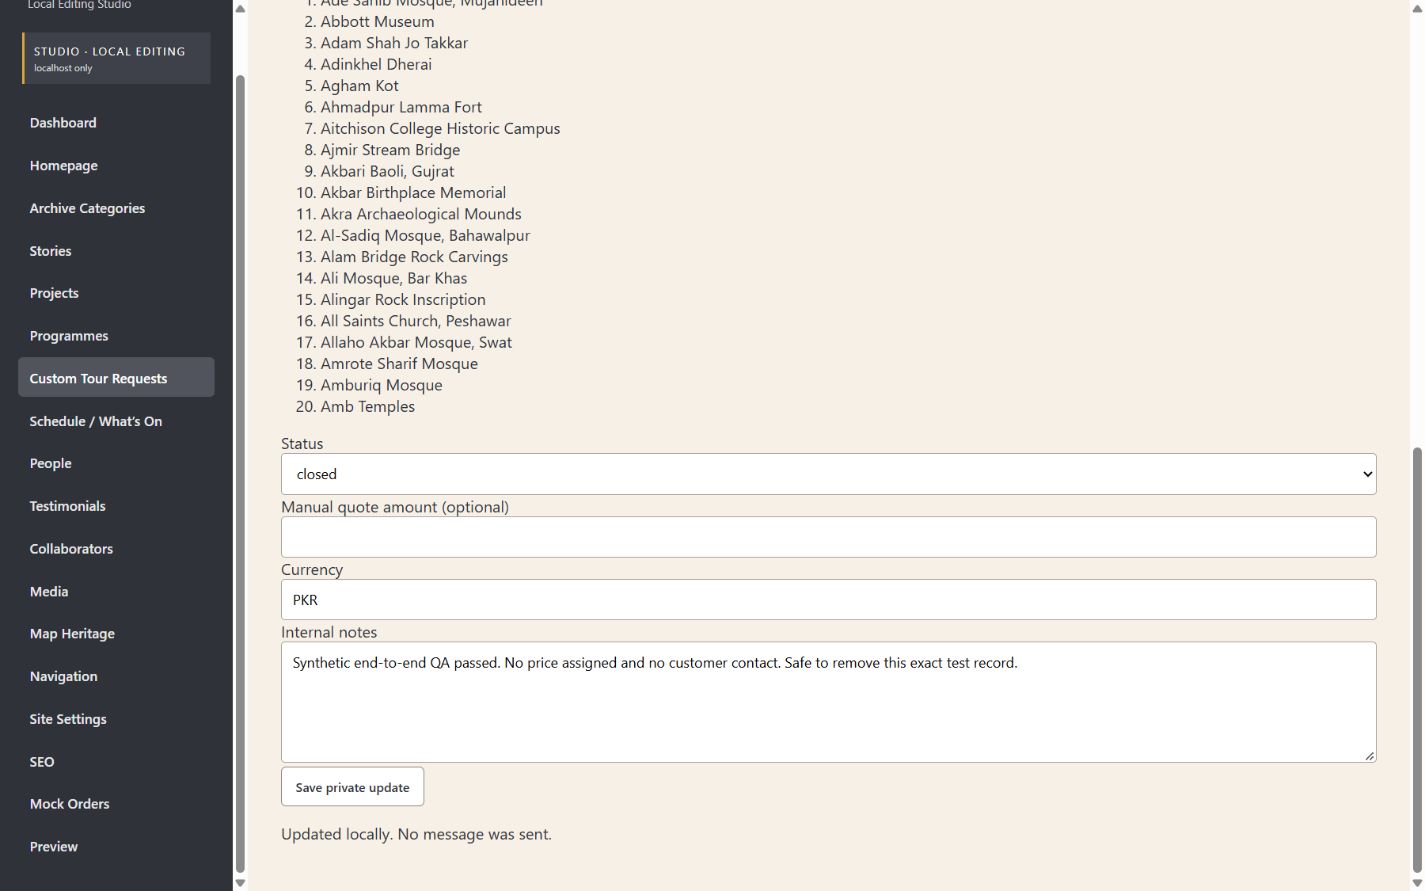 Local Editing Studio
STUDIO - LOCAL EDITING
localhost only
Dashboard
Homepage
Archive Categories
Stories
Projects
Programmes
Custom Tour Requests
Schedule / What's On
People
Testimonials
Collaborators
Media
Map Heritage
Navigation
Site Settings
SEO
Mock Orders
Preview
1. Ade Sahib Mosque, Mujahideen
2. Abbott Museum
3. Adam Shah Jo Takkar
4. Adinkhel Dherai
5. Agham Kot
6. Ahmadpur Lamma Fort
7. Aitchison College Historic Campus
8. Ajmir Stream Bridge
9. Akbari Baoli, Gujrat
10. Akbar Birthplace Memorial
11. Akra Archaeological Mounds
12. Al-Sadiq Mosque, Bahawalpur
13. Alam Bridge Rock Carvings
14. Ali Mosque, Bar Khas
15. Alingar Rock Inscription
16. All Saints Church, Peshawar
17. Allaho Akbar Mosque, Swat
18. Amrote Sharif Mosque
19. Amburiq Mosque
20. Amb Temples
Status
closed
Manual quote amount (optional)
Currency
PKR
Internal notes
Synthetic end-to-end QA passed. No price assigned and no customer contact. Safe to remove this exact test record.
Save private update
Updated locally. No message was sent.